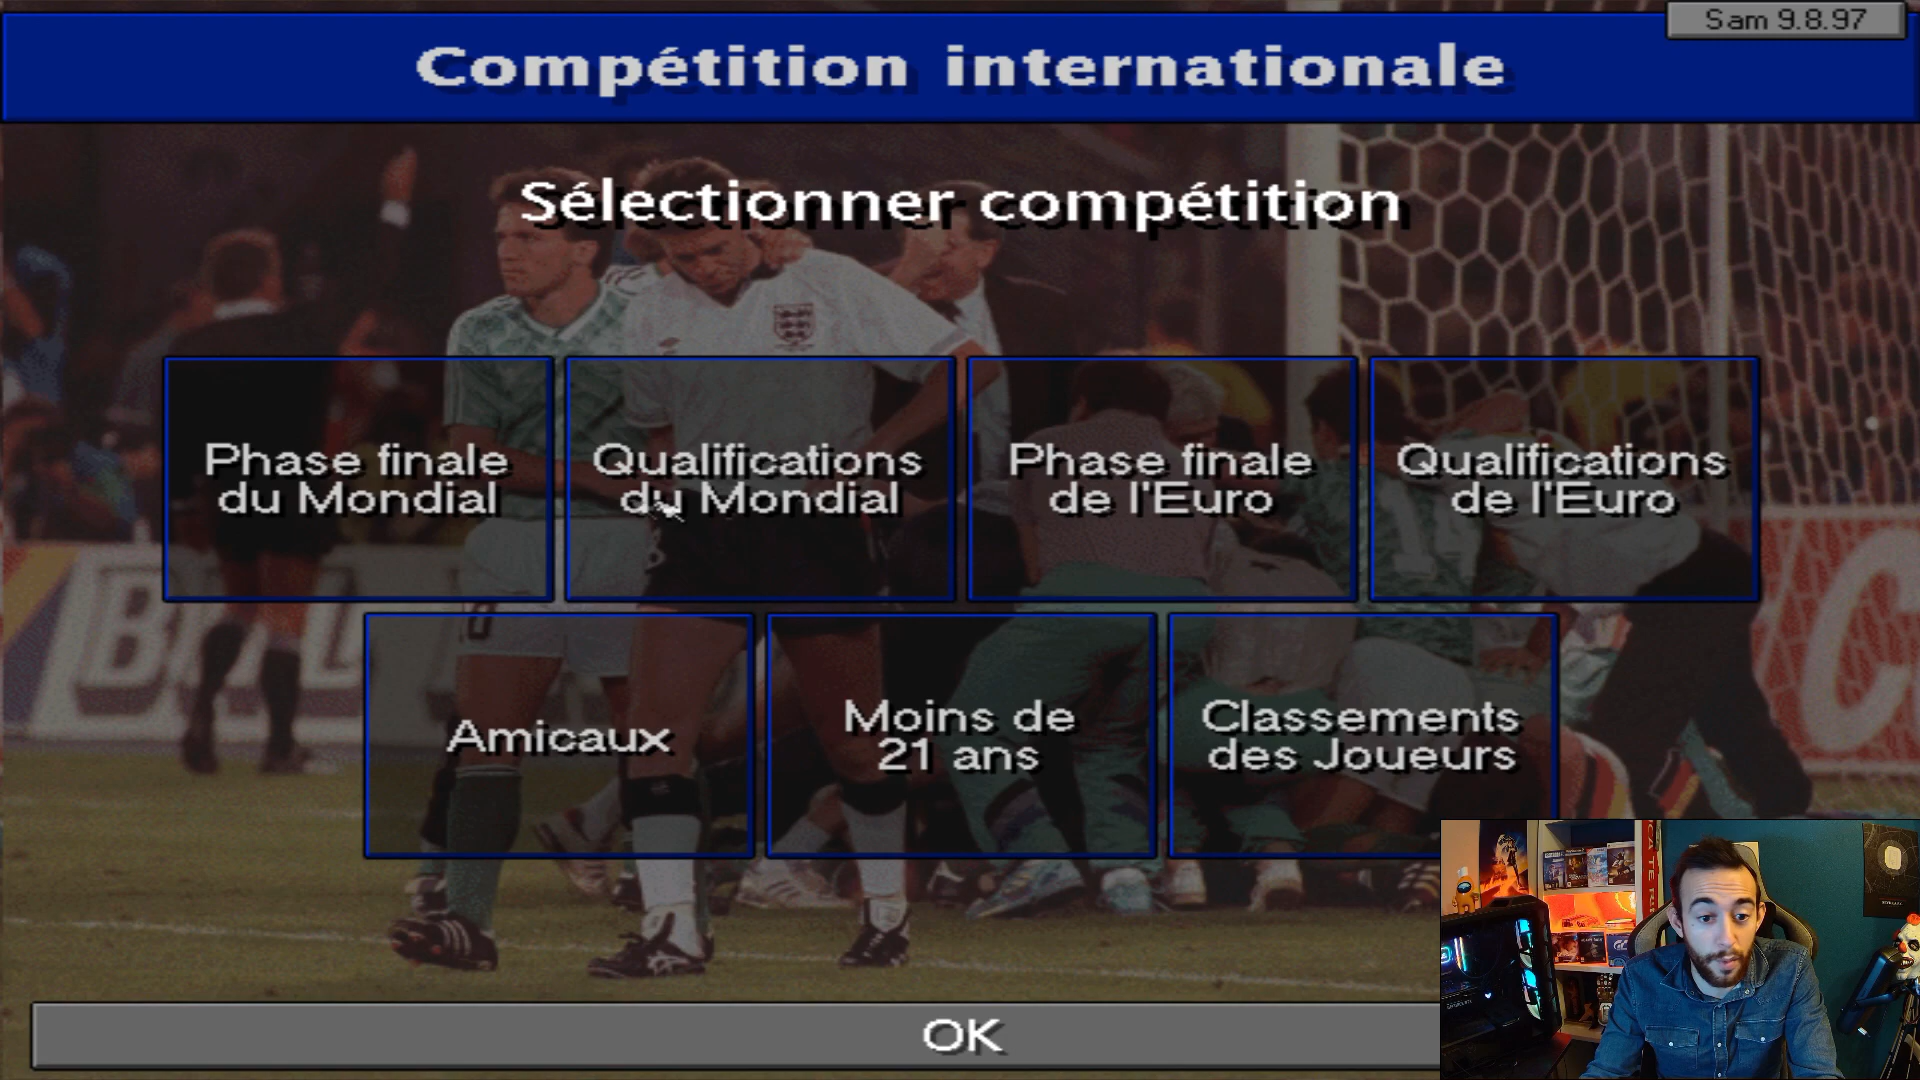 Sam 9.8.97
Compétition internationale
Sélectionner compétition
Phase finale
du Mondial
Qualifications
du Mondial
Phase finale
de l'Euro
Qualifications
de l'Euro
Amicaux
Moins de
21 ans
Classements
des Joueurs
OK